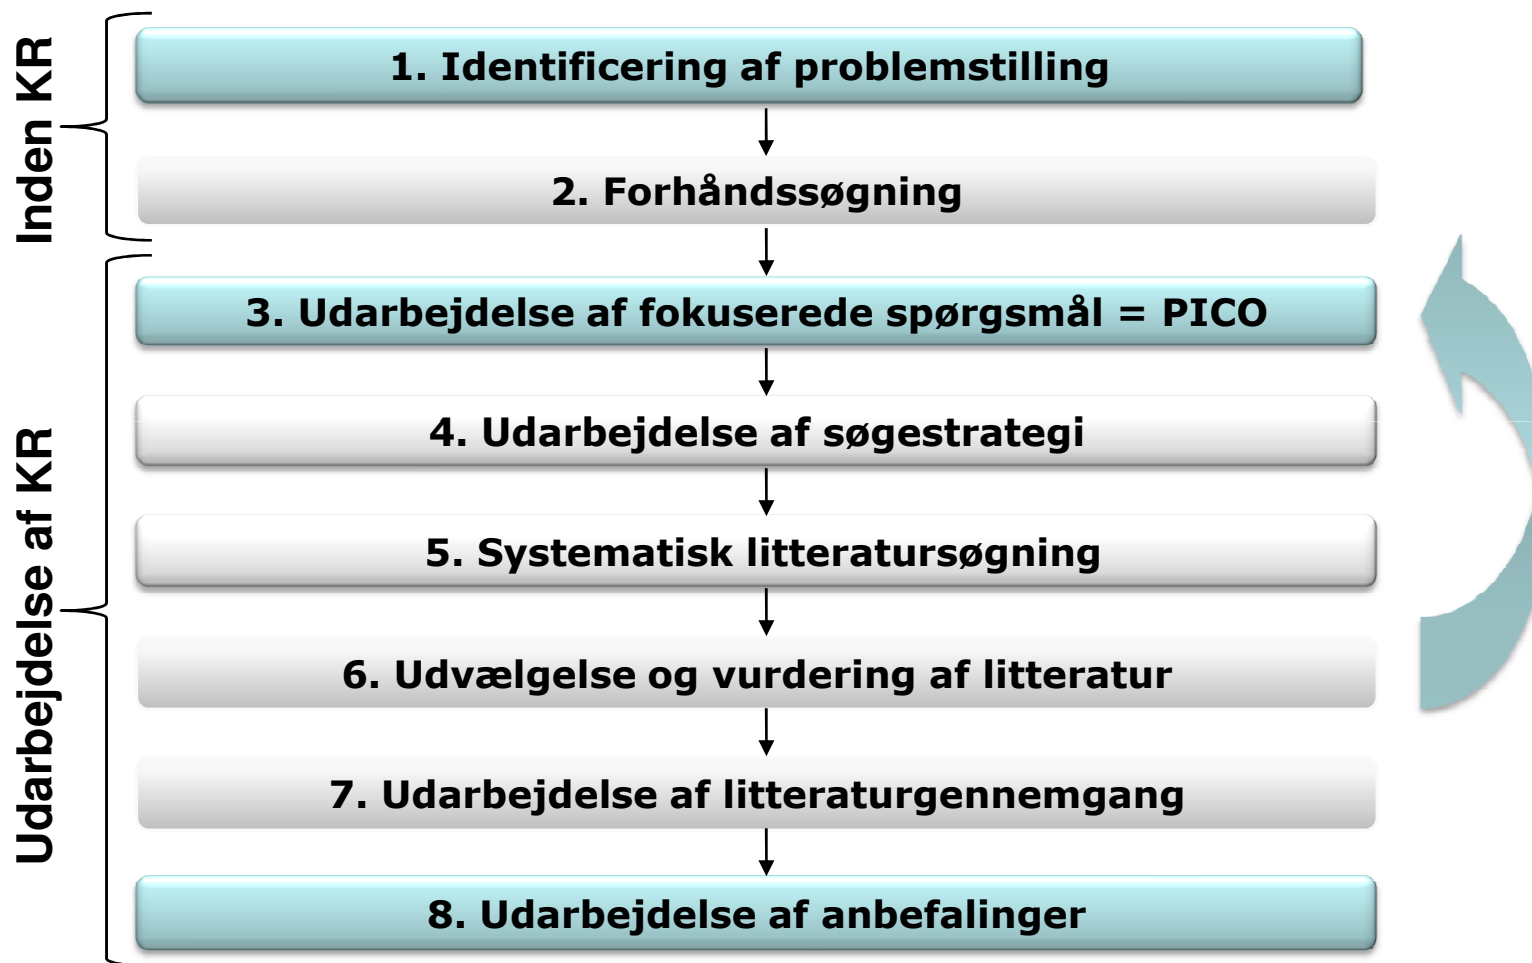 Inden KR
1. Identificering af problemstilling
2. Forhåndssøgning
Udarbejdelse af KR
3. Udarbejdelse af fokuserede spørgsmål = PICO
4. Udarbejdelse af søgestrategi
5. Systematisk litteratursøgning
6. Udvælgelse og vurdering af litteratur
7. Udarbejdelse af litteraturgennemgang
8. Udarbejdelse af anbefalinger